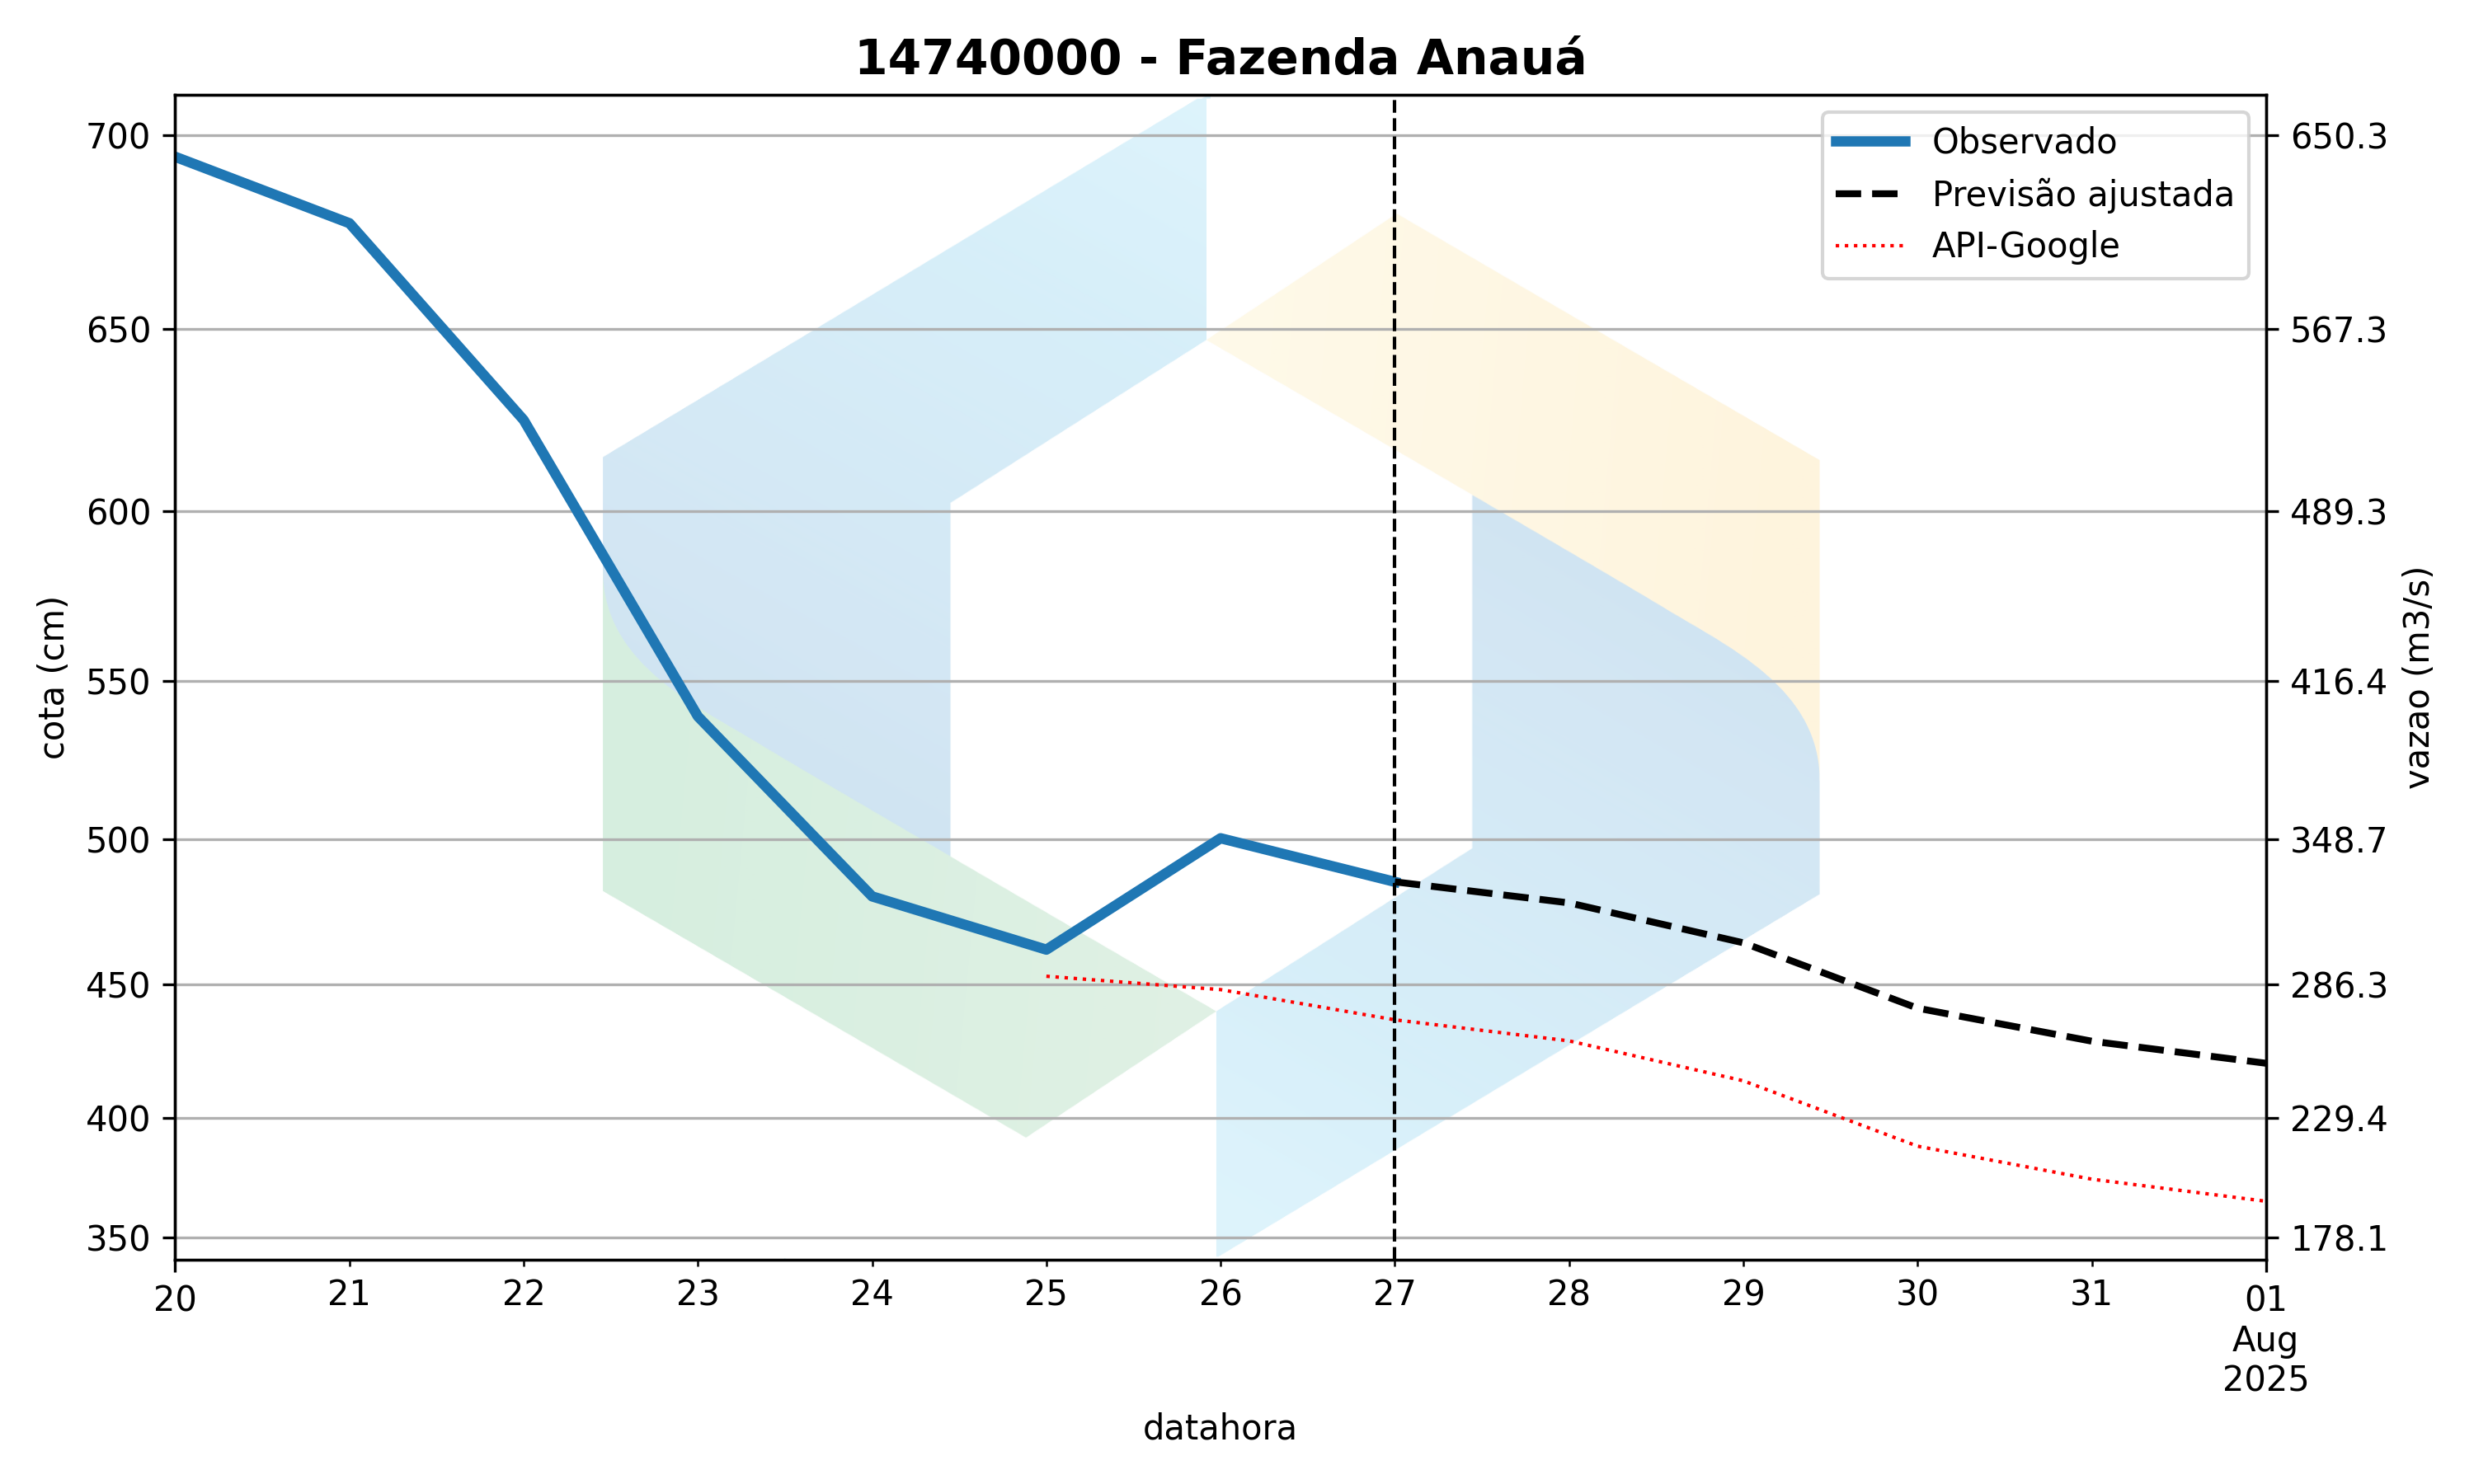 14740000 - Fazenda Anauá
Observado
Previsão ajustada
API-Google
cota (cm)
700
650
600
550
500
450
400
350
650.3
567.3
489.3
416.4
348.7
286.3
229.4
178.1
vazao (m3/s)
20 21 22 23 24 25 26 27 28 29 30 31 01
Aug
2025
datahora